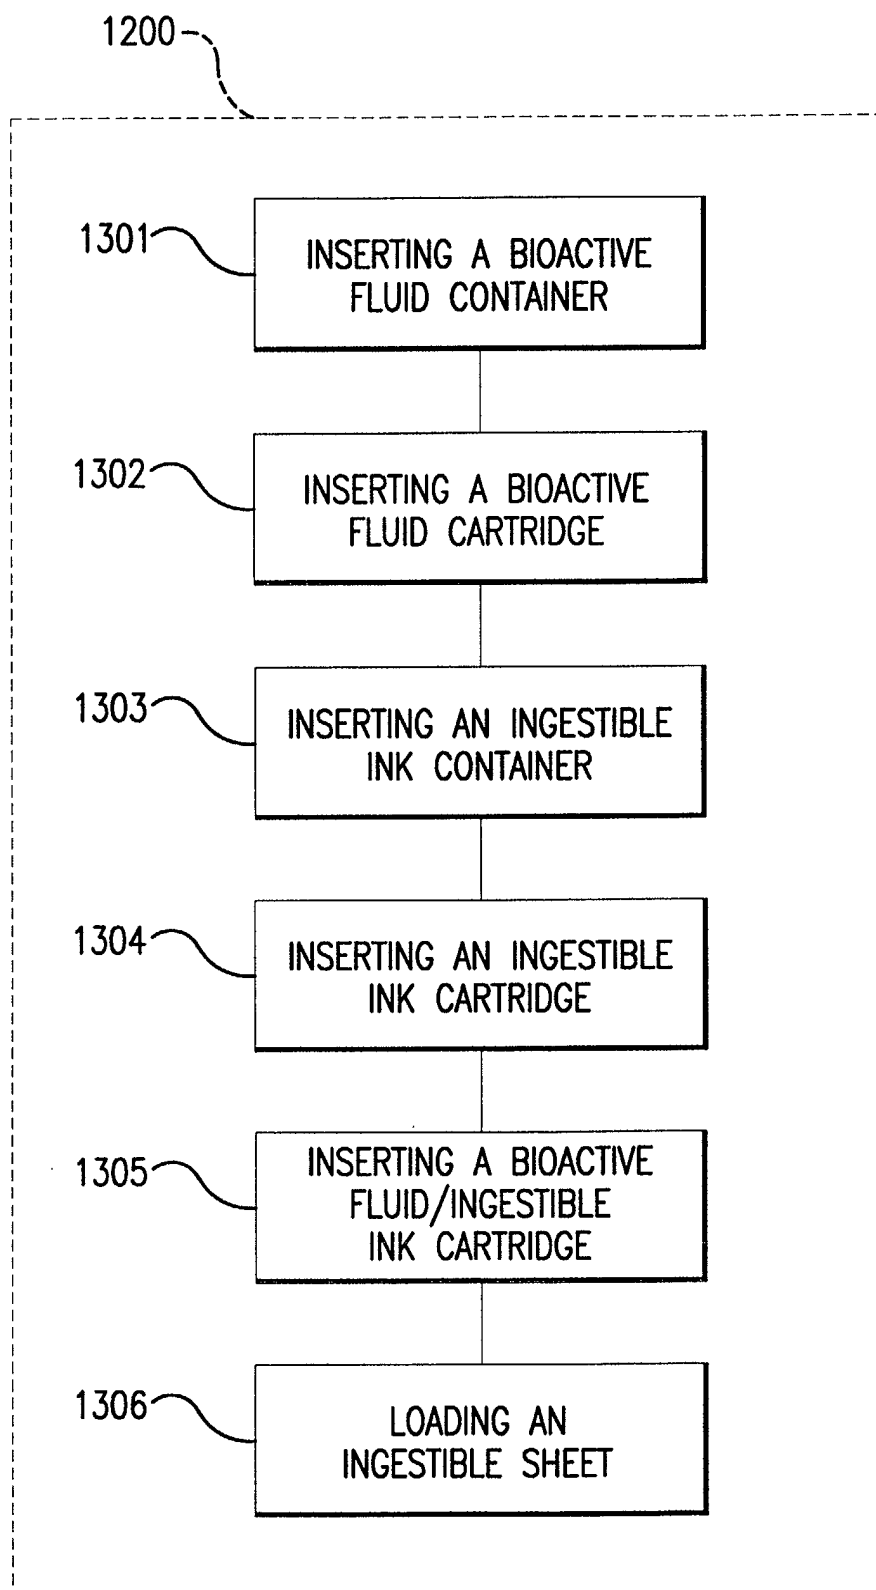 1200
1301
INSERTING A BIOACTIVE
FLUID CONTAINER
1302
INSERTING A BIOACTIVE
FLUID CARTRIDGE
1303
INSERTING AN INGESTIBLE
INK CONTAINER
1304
INSERTING AN INGESTIBLE
INK CARTRIDGE
1305
INSERTING A BIOACTIVE
FLUID/INGESTIBLE
INK CARTRIDGE
1306
LOADING AN
INGESTIBLE SHEET